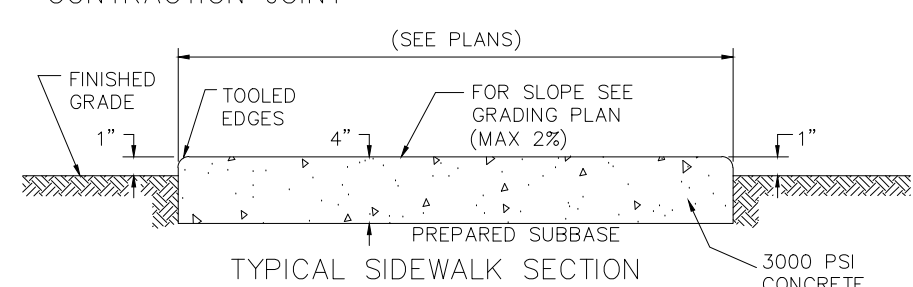 CONTRACTION JOINT
(SEE PLANS)
FINISHED
GRADE
TOOLED
EDGES
FOR SLOPE SEE
GRADING PLAN
(MAX 2%)
1”
4”
1”
PREPARED SUBBASE
TYPICAL SIDEWALK SECTION
3000 PSI
CONCRETE